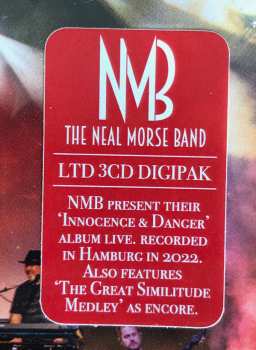 NMB
THE NEAL MORSE BAND
LTD 3CD DIGIPAK
NMB PRESENT THEIR
'INNOCENCE & DANGER'
ALBUM LIVE. RECORDED
IN HAMBURG IN 2022.
ALSO FEATURES
'THE GREAT SIMILITUDE
MEDLEY' AS ENCORE.